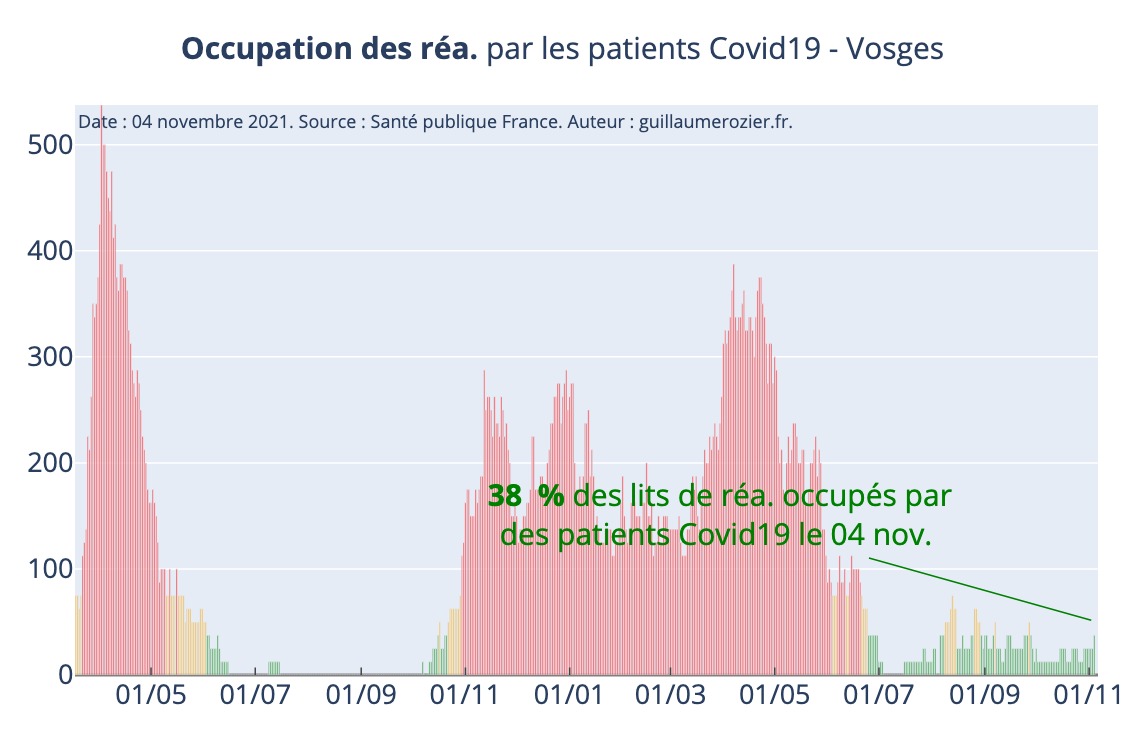 Occupation des réa. par les patients Covid19 - Vosges
Date : 04 novembre 2021. Source : Santé publique France. Auteur : guillaumerozier.fr.
500
400
300
200
100
0
38 % des lits de réa. occupés par
des patients Covid19 le 04 nov.
01/05 01/07 01/09 01/11 01/01 01/03 01/05 01/07 01/09 01/11